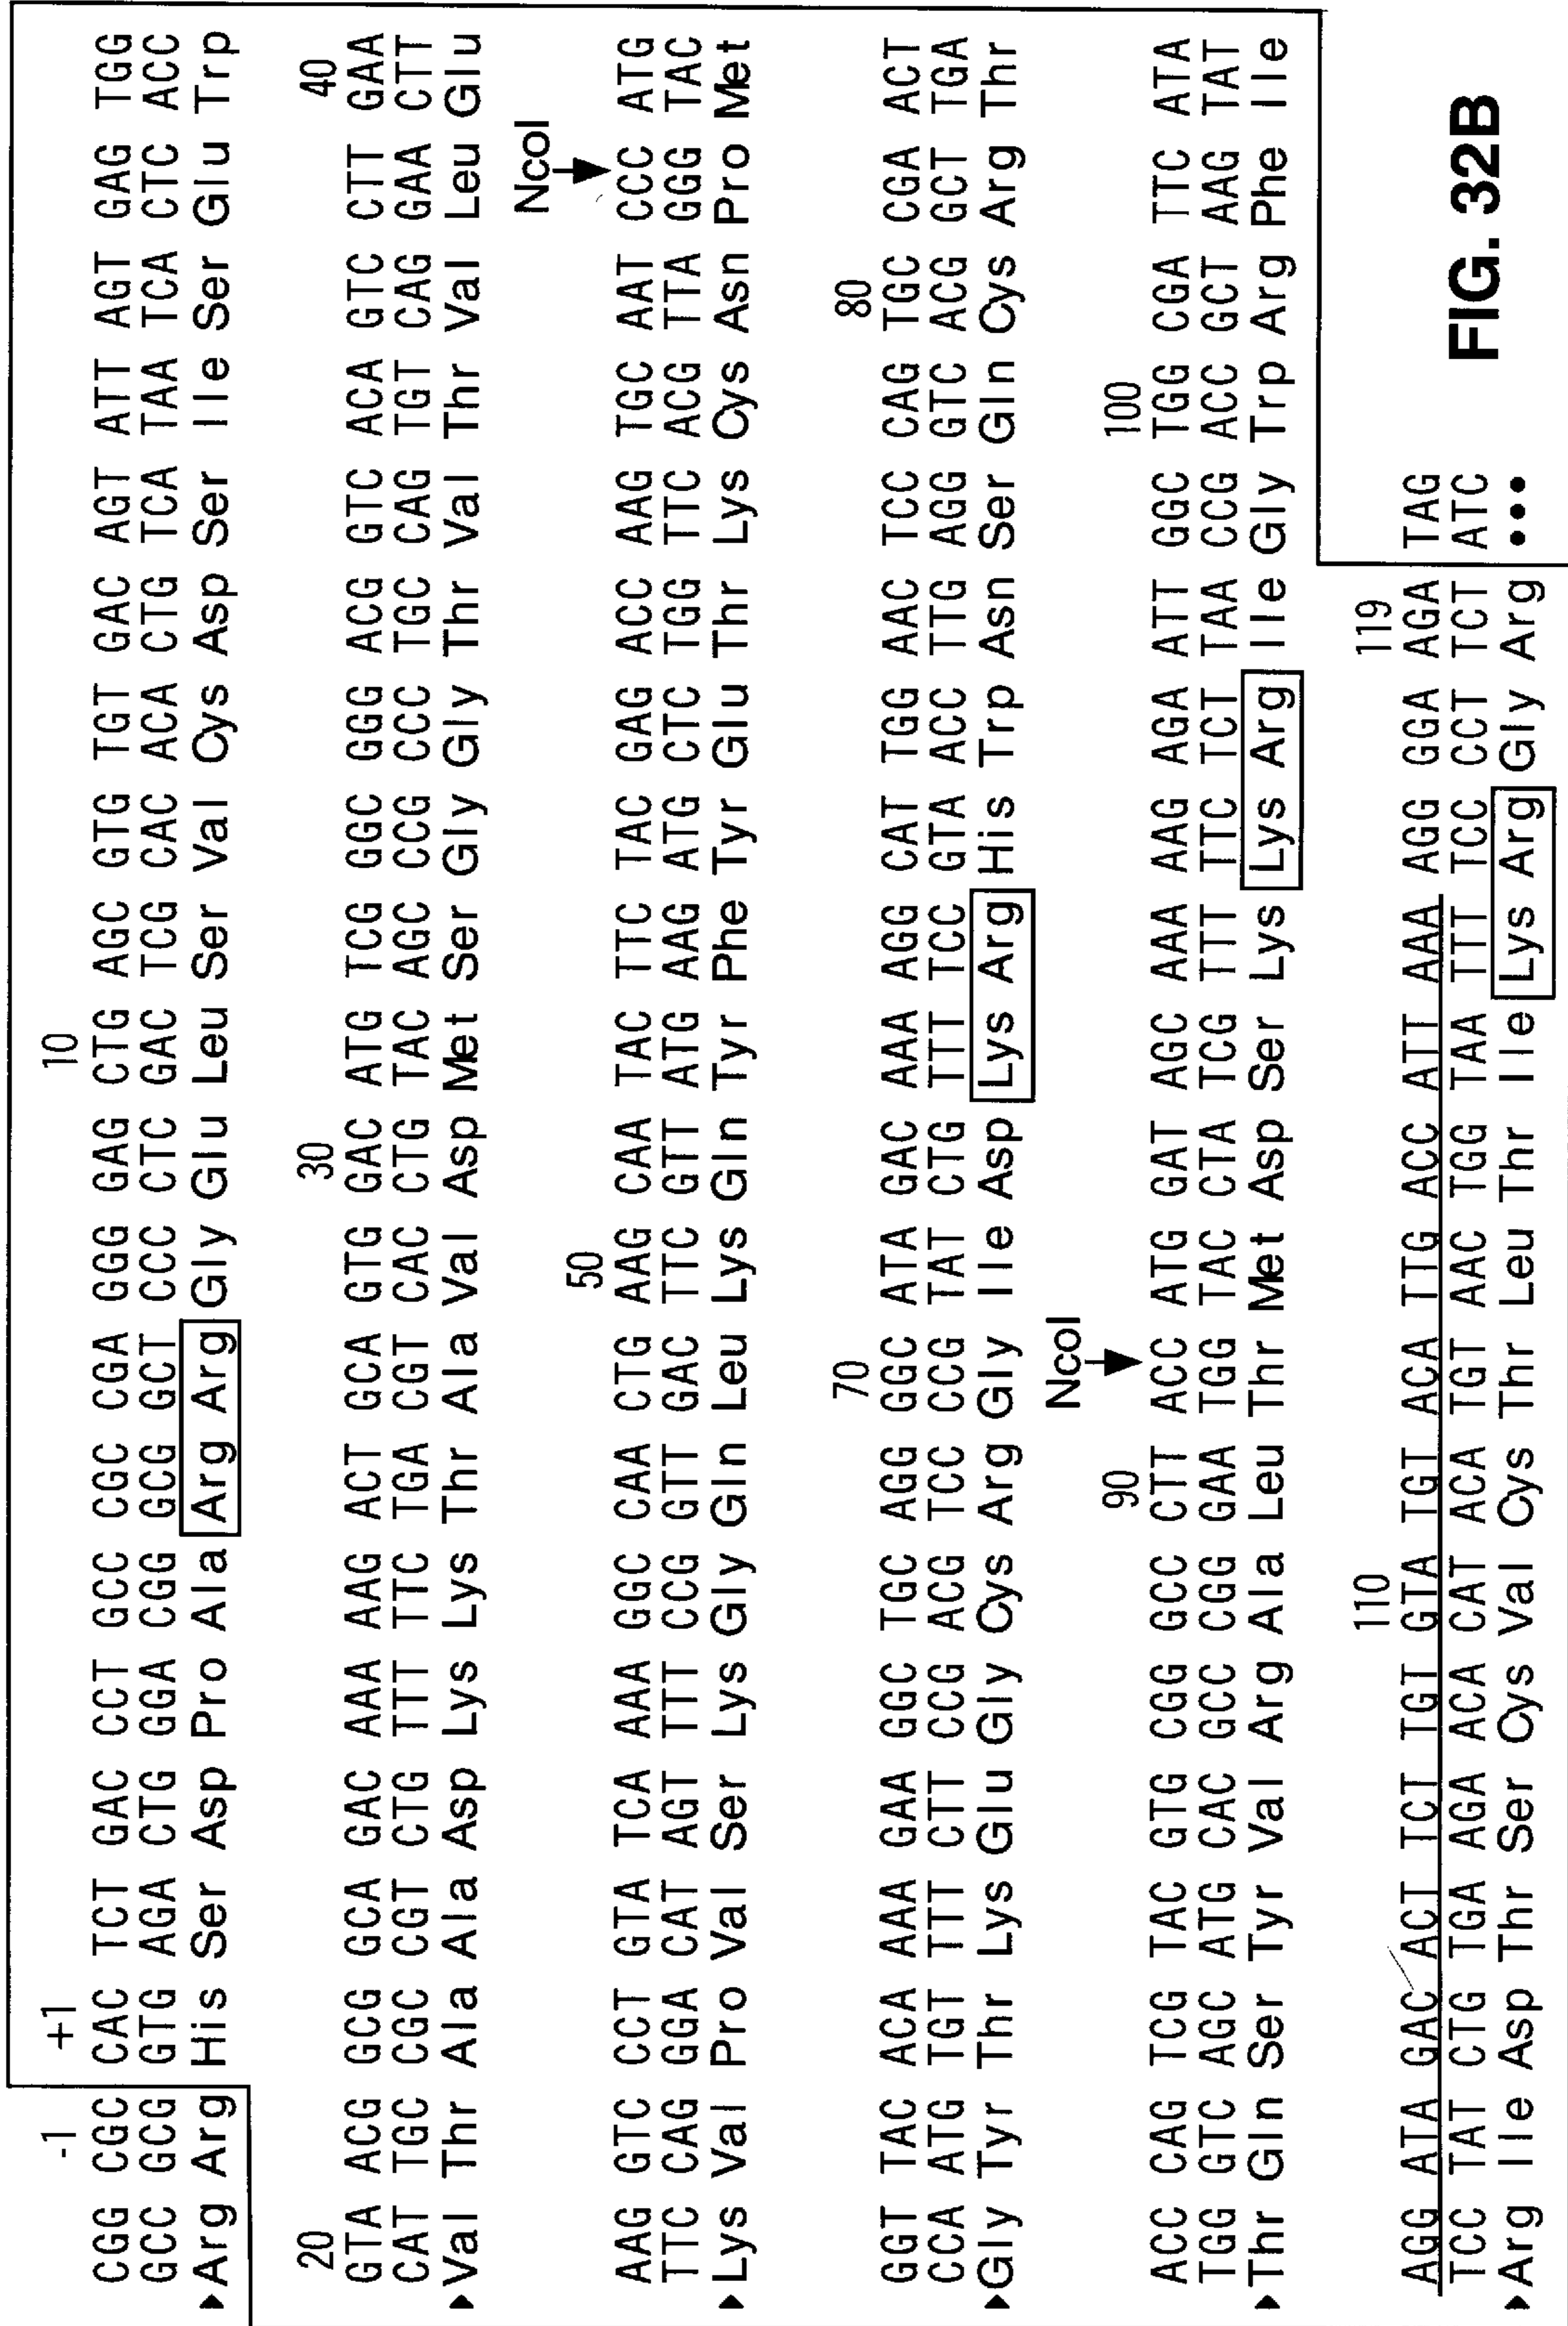 -1 +1 10
CGG CGC CAC TCT GAC CCT GCC CGC CGA GGG GAG CTG AGC GTG TGT GAC AGT ATT AGT GAG TGG
GCC GCG GTG AGA CTG GGA CGG GCG GCT CCC CTC GAC TCG CAC ACA CTG TCA TAA TCA CTC ACC
▸Arg Arg His Ser Asp Pro Ala Arg Arg Gly Glu Leu Ser Val Cys Asp Ser Ile Ser Glu Trp
20 30 40
GTA ACG GCG GCA GAC AAA AAG ACT GCA GTG GAC ATG TCG GGC GGG ACG GTC ACA GTC CTT GAA
CAT TGC CGC CGT CTG TTT TTC TGA CGT CAC CTG TAC AGC CCG CCC TGC CAG TGT CAG GAA CTT
▸Val Thr Ala Ala Asp Lys Lys Thr Ala Val Asp Met Ser Gly Gly Thr Val Thr Val Leu Glu
50 NcoI
AAG GTC CCT GTA TCA AAA GGC CAA CTG AAG CAA TAC TTC TAC GAG ACC AAG TGC AAT CCC ATG
TTC CAG GGA CAT AGT TTT CCG GTT GAC TTC GTT ATG AAG ATG CTC TGG TTC ACG TTA GGG TAC
▸Lys Val Pro Val Ser Lys Gly Gln Leu Lys Gln Tyr Phe Tyr Glu Thr Lys Cys Asn Pro Met
70 80
GGT TAC ACA AAA GAA GGC TGC AGG GGC ATA GAC AAA AGG CAT TGG AAC TCC CAG TGC CGA ACT
CCA ATG TGT TTT CTT CCG ACG TCC CCG TAT CTG TTT TCC GTA ACC TTG AGG GTC ACG GCT TGA
▸Gly Tyr Thr Lys Glu Gly Cys Arg Gly Ile Asp Lys Arg His Trp Asn Ser Gln Cys Arg Thr
90 NcoI 100
ACC CAG TCG TAC GTG CGG GCC CTT ACC ATG GAT AGC AAA AAG AGA ATT GGC TGG CGA TTC ATA
TGG GTC AGC ATG CAC GCC CGG GAA TGG TAC CTA TCG TTT TTC TCT TAA CCG ACC GCT AAG TAT
▸Thr Gln Ser Tyr Val Arg Ala Leu Thr Met Asp Ser Lys Lys Arg Ile Gly Trp Arg Phe Ile
110 119
AGG ATA GAC ACT TCT TGT GTA TGT ACA TTG ACC ATT AAA AGG GGA AGA TAG
TCC TAT CTG TGA AGA ACA CAT ACA TGT AAC TGG TAA TTT TCC CCT TCT ATC
▸Arg Ile Asp Thr Ser Cys Val Cys Thr Leu Thr Ile Lys Arg Gly Arg •••
FIG. 32B